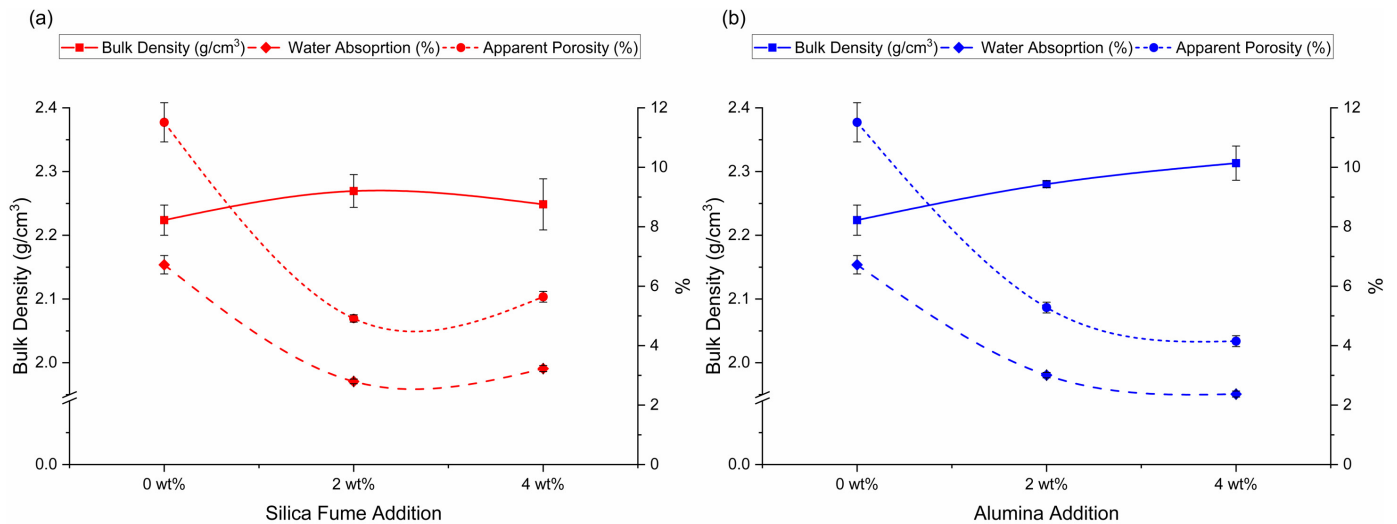 (a)
Bulk Density (g/cm³) Water Absoprtion (%) Apparent Porosity (%)
2.4
2.3
2.2
2.1
2.0
0.0
Bulk Density (g/cm³)
12
10
8
6
4
2
0
%
0 wt% 2 wt% 4 wt%
Silica Fume Addition
(b)
Bulk Density (g/cm³) Water Absoprtion (%) Apparent Porosity (%)
2.4
2.3
2.2
2.1
2.0
0.0
Bulk Density (g/cm³)
12
10
8
6
4
2
0
%
0 wt% 2 wt% 4 wt%
Alumina Addition